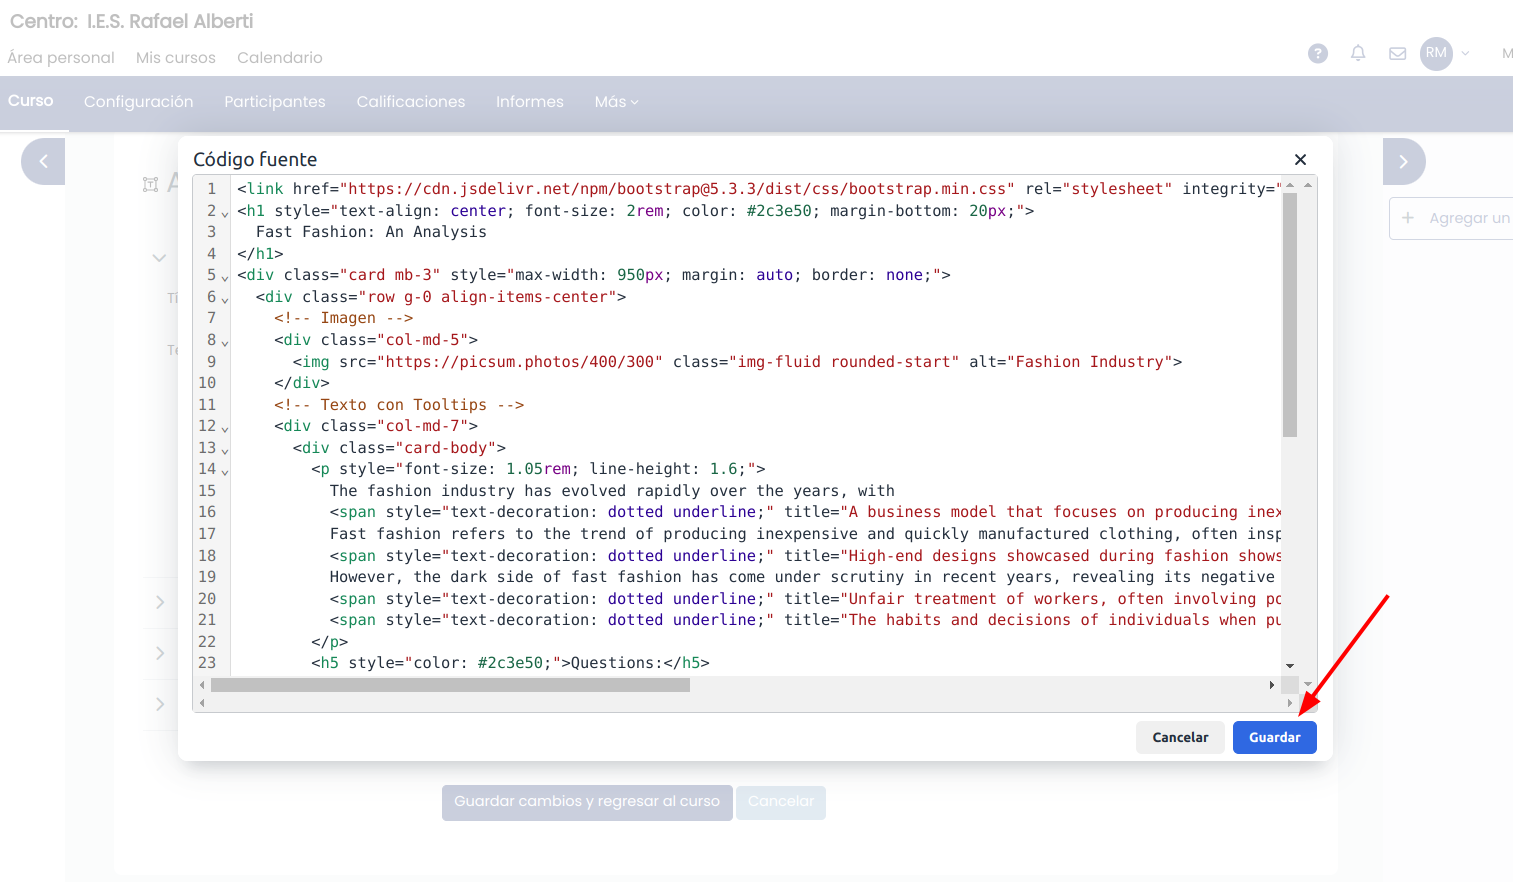 Centro: I.E.S. Rafael Alberti
Área personal Mis cursos Calendario
? RM M
Curso Configuración Participantes Calificaciones Informes Más
Código fuente
1 <link href="https://cdn.jsdelivr.net/npm/bootstrap@5.3.3/dist/css/bootstrap.min.css" rel="stylesheet" integrity="
2 <h1 style="text-align: center; font-size: 2rem; color: #2c3e50; margin-bottom: 20px;">
3 Fast Fashion: An Analysis
4 </h1>
5 <div class="card mb-3" style="max-width: 950px; margin: auto; border: none;">
6 <div class="row g-0 align-items-center">
7 <!-- Imagen -->
8 <div class="col-md-5">
9 <img src="https://picsum.photos/400/300" class="img-fluid rounded-start" alt="Fashion Industry">
10 </div>
11 <!-- Texto con Tooltips -->
12 <div class="col-md-7">
13 <div class="card-body">
14 <p style="font-size: 1.05rem; line-height: 1.6;">
15 The fashion industry has evolved rapidly over the years, with
16 <span style="text-decoration: dotted underline;" title="A business model that focuses on producing inex
17 Fast fashion refers to the trend of producing inexpensive and quickly manufactured clothing, often insp
18 <span style="text-decoration: dotted underline;" title="High-end designs showcased during fashion shows
19 However, the dark side of fast fashion has come under scrutiny in recent years, revealing its negative
20 <span style="text-decoration: dotted underline;" title="Unfair treatment of workers, often involving po
21 <span style="text-decoration: dotted underline;" title="The habits and decisions of individuals when pu
22 </p>
23 <h5 style="color: #2c3e50;">Questions:</h5>
Cancelar Guardar
Guardar cambios y regresar al curso Cancelar
+ Agregar un